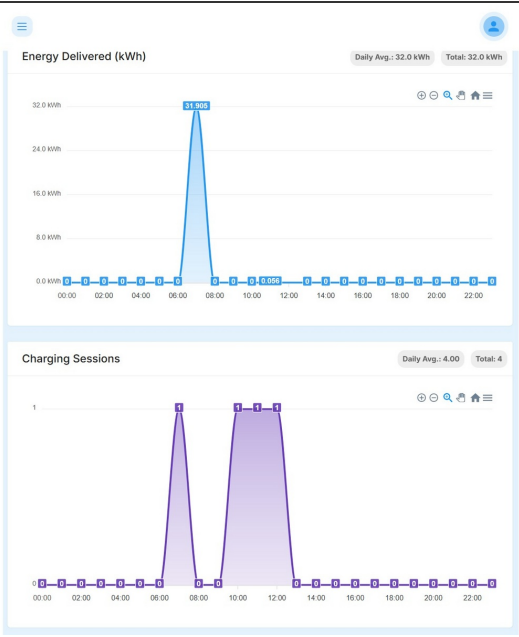 Energy Delivered (kWh)
Daily Avg.: 32.0 kWh Total: 32.0 kWh
32.0 kWh
31.905
24.0 kWh
16.0 kWh
8.0 kWh
0.0 kWh 0 0 0 0 0 0 0 0 0 0 0.056 0 0 0 0 0 0 0 0 0 0 0
00:00 02:00 04:00 06:00 08:00 10:00 12:00 14:00 16:00 18:00 20:00 22:00
Charging Sessions
Daily Avg.: 4.00 Total: 4
1 1 1 1 1
0 0 0 0 0 0 0 0 0 0 0 0 0 0 0 0 0 0 0 0 0
00:00 02:00 04:00 06:00 08:00 10:00 12:00 14:00 16:00 18:00 20:00 22:00